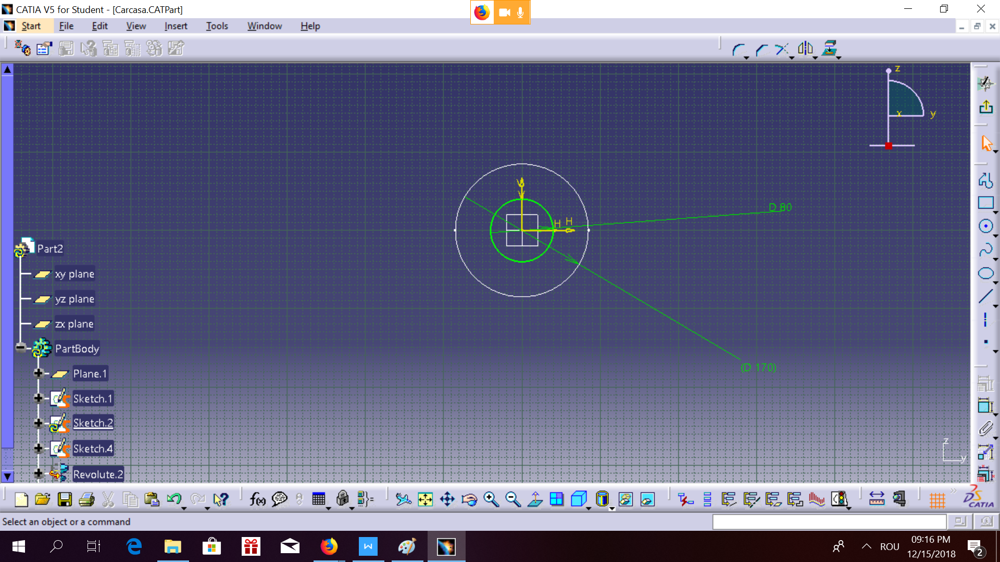 CATIA V5 for Student - [Carcasa.CATPart]
Start File Edit View Insert Tools Window Help
z
x y
V
V
D 80
H H
Part2
xy plane
yz plane
zx plane
PartBody
Plane.1
(D 170)
Sketch.1
Sketch.2
Sketch.4
z
y
Revolute.2
f(x)
CATIA
Select an object or a command
ROU
09:16 PM
12/15/2018
2